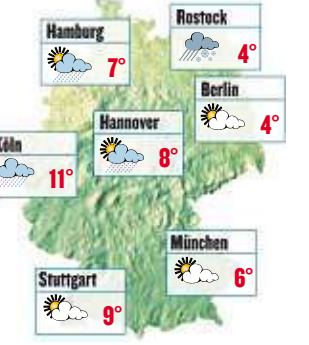 Hamburg
7°
Rostock
4°
Berlin
4°
Hannover
8°
Köln
11°
München
6°
Stuttgart
9°